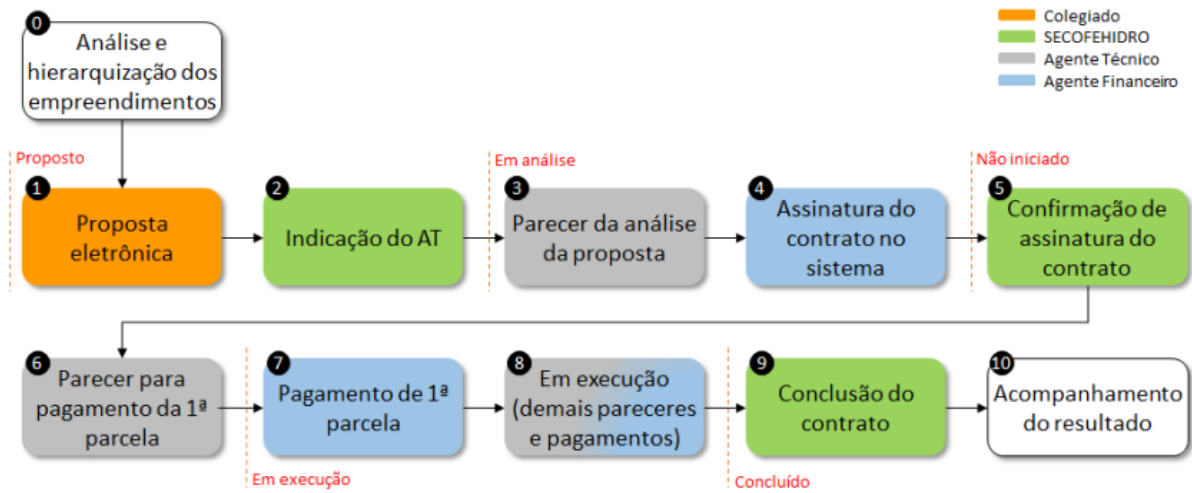 0
Análise e
hierarquização dos
empreendimentos
Colegiado
SECOFEHIDRO
Agente Técnico
Agente Financeiro
Proposto
Em análise
Não iniciado
1
Proposta
eletrônica
2
Indicação do AT
3
Parecer da análise
da proposta
4
Assinatura do
contrato no
sistema
5
Confirmação de
assinatura do
contrato
6
Parecer para
pagamento da 1ª
parcela
7
Pagamento de 1ª
parcela
8
Em execução
(demais pareceres
e pagamentos)
9
Conclusão do
contrato
10
Acompanhamento
do resultado
Em execução
Concluído